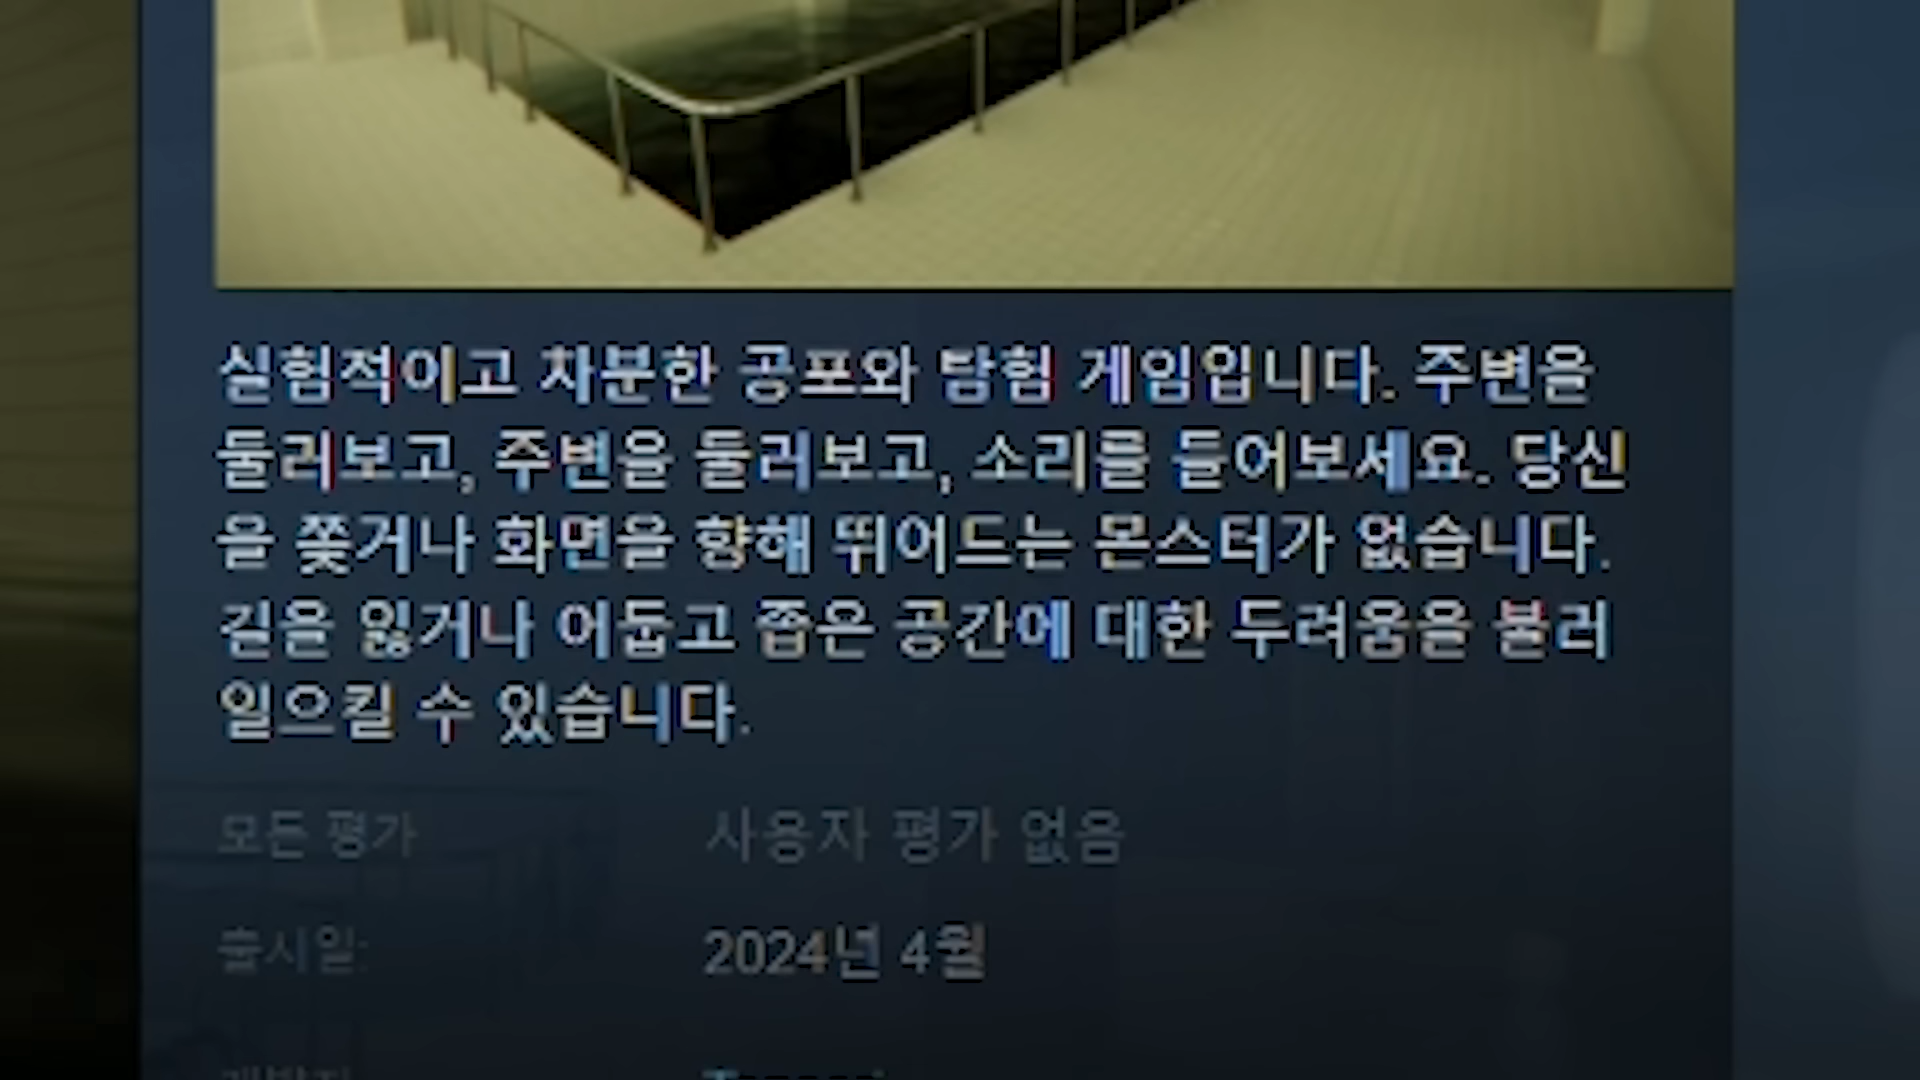 실험적이고 차분한 공포와 탐험 게임입니다. 주변을
둘러보고, 주변을 둘러보고, 소리를 들어보세요. 당신
을 쫓거나 화면을 향해 뛰어드는 몬스터가 없습니다.
길을 잃거나 어둡고 좁은 공간에 대한 두려움을 불러
일으킬 수 있습니다.
모든 평가 사용자 평가 없음
출시일: 2024년 4월